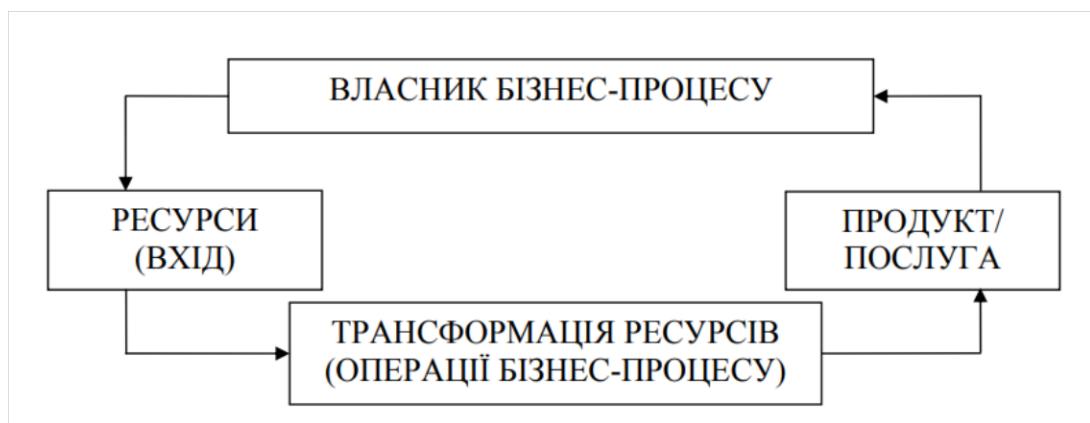 ВЛАСНИК БІЗНЕС-ПРОЦЕСУ
РЕСУРСИ
(ВХІД)
ПРОДУКТ/
ПОСЛУГА
ТРАНСФОРМАЦІЯ РЕСУРСІВ
(ОПЕРАЦІЇ БІЗНЕС-ПРОЦЕСУ)